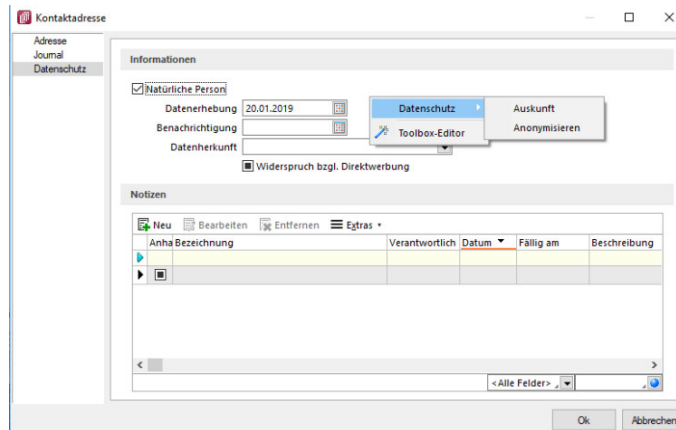 Kontaktadresse
Adresse
Journal
Datenschutz
Informationen
Natürliche Person
Datenerhebung 20.01.2019
Benachrichtigung
Datenherkunft
Widerspruch bzgl. Direktwerbung
Datenschutz
Toolbox-Editor
Auskunft
Anonymisieren
Notizen
Neu Bearbeiten Entfernen Extras
Anha Bezeichnung Verantwortlich Datum Fällig am Beschreibung
<Alle Felder>
Ok Abbrechen